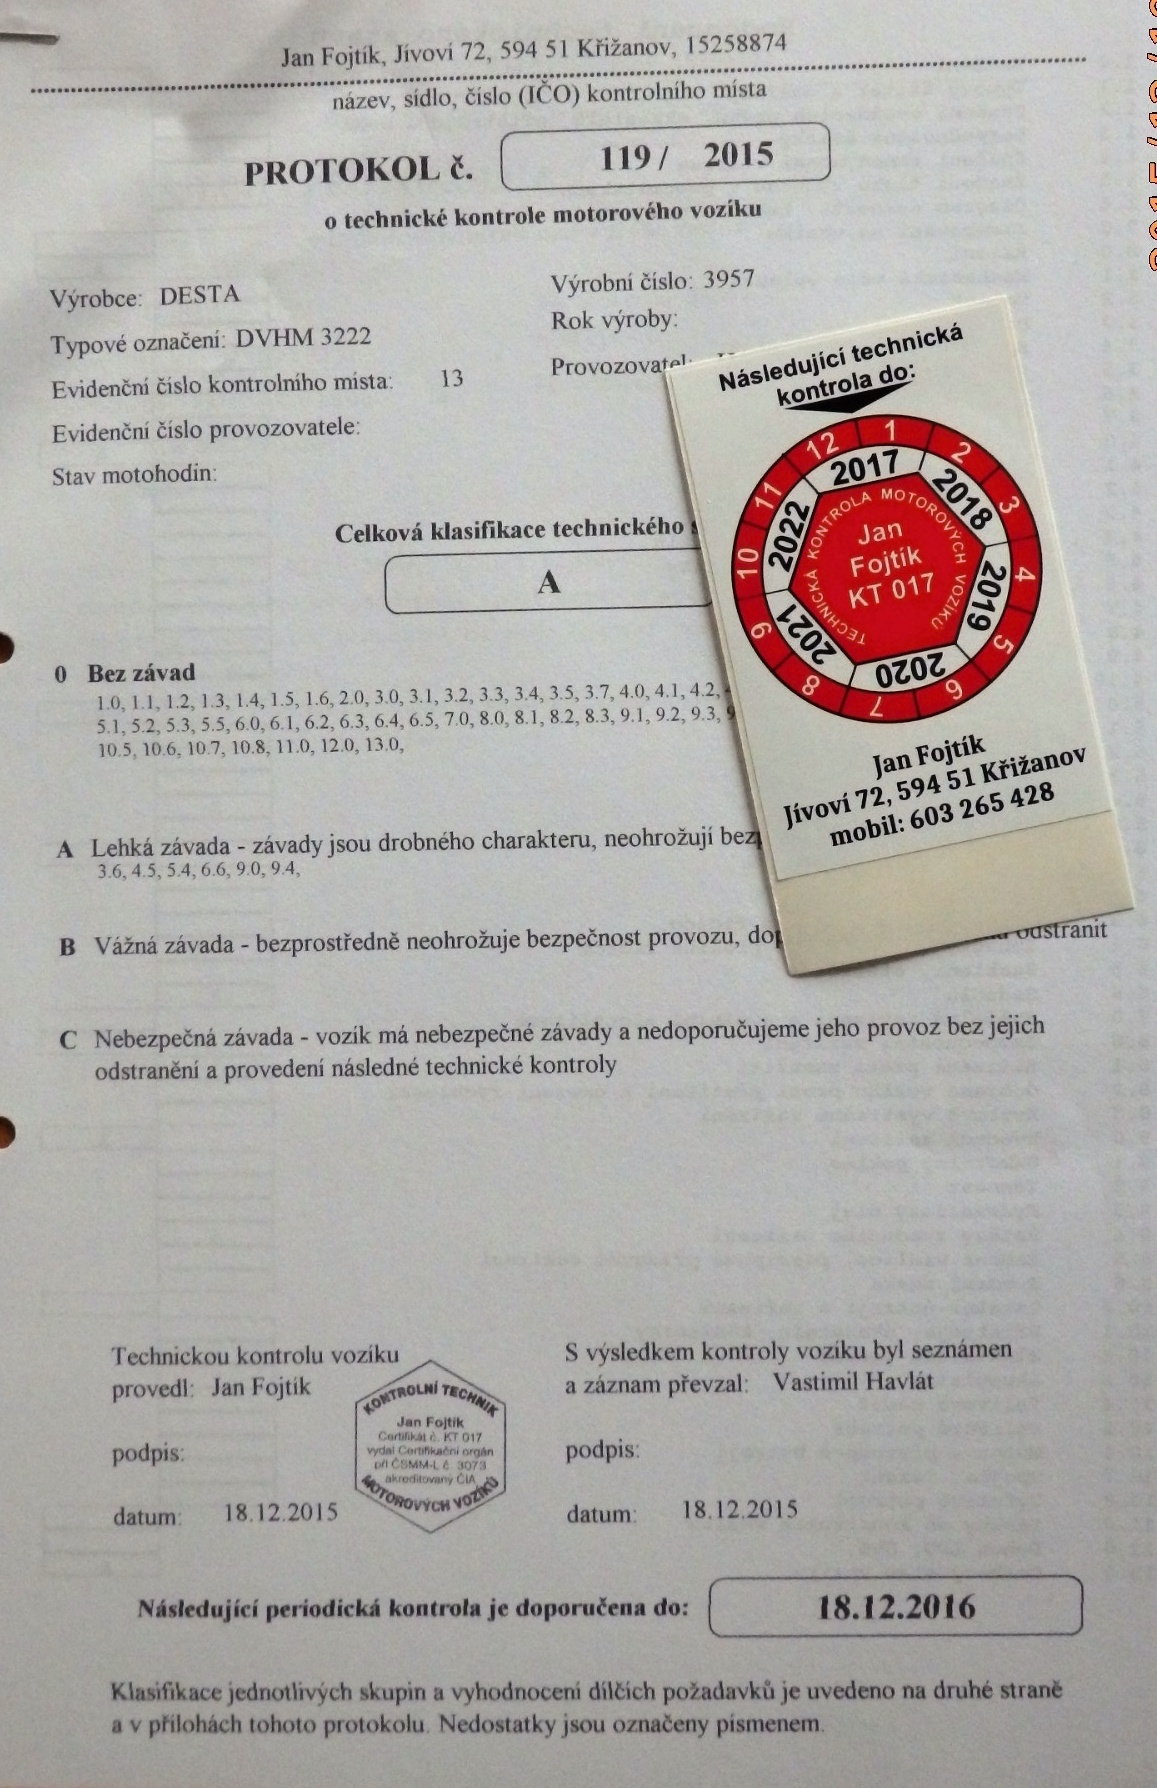 Jan Fojtík, Jívoví 72, 594 51 Křižanov, 15258874
název, sídlo, číslo (IČO) kontrolního místa
PROTOKOL č. 119 / 2015
o technické kontrole motorového vozíku
Výrobce: DESTA
Výrobní číslo: 3957
Typové označení: DVHM 3222
Rok výroby:
Evidenční číslo kontrolního místa: 13
Provozovatel:
Evidenční číslo provozovatele:
Stav motohodin:
Celková klasifikace technického
A
0 Bez závad
1.0, 1.1, 1.2, 1.3, 1.4, 1.5, 1.6, 2.0, 3.0, 3.1, 3.2, 3.3, 3.4, 3.5, 3.7, 4.0, 4.1, 4.2,
5.1, 5.2, 5.3, 5.5, 6.0, 6.1, 6.2, 6.3, 6.4, 6.5, 7.0, 8.0, 8.1, 8.2, 8.3, 9.1, 9.2, 9.3,
10.5, 10.6, 10.7, 10.8, 11.0, 12.0, 13.0,
A Lehká závada - závady jsou drobného charakteru, neohrožují
3.6, 4.5, 5.4, 6.6, 9.0, 9.4,
B Vážná závada - bezprostředně neohrožuje bezpečnost provozu, odstranit
C Nebezpečná závada - vozík má nebezpečné závady a nedoporučujeme jeho provoz bez jejich
odstranění a provedení následné technické kontroly
Následující technická
kontrola do:
1 2 3 4 5 6 7 8 9 10 11 12
2017 2018 2019 2020 2021 2022
TECHNICKÁ KONTROLA MOTOROVÝCH VOZÍKŮ
Jan
Fojtík
KT 017
Jan Fojtík
Jívoví 72, 594 51 Křižanov
mobil: 603 265 428
Technickou kontrolu vozíku
provedl: Jan Fojtík
podpis:
datum: 18.12.2015
KONTROLNÍ TECHNIK
Jan Fojtík
Certifikát č. KT 017
vydal Certifikační orgán
při ČSMM-L č. 3073
akreditovaný ČIA
MOTOROVÝCH VOZÍKŮ
S výsledkem kontroly vozíku byl seznámen
a záznam převzal: Vastimil Havlát
podpis:
datum: 18.12.2015
Následující periodická kontrola je doporučena do: 18.12.2016
Klasifikace jednotlivých skupin a vyhodnocení dílčích požadavků je uvedeno na druhé straně
a v přílohách tohoto protokolu. Nedostatky jsou označeny písmenem.